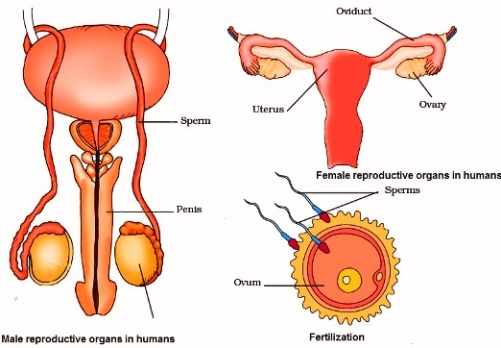 Sperm
Penis
Male reproductive organs in humans
Oviduct
Uterus
Ovary
Female reproductive organs in humans
Sperms
Ovum
Fertilization